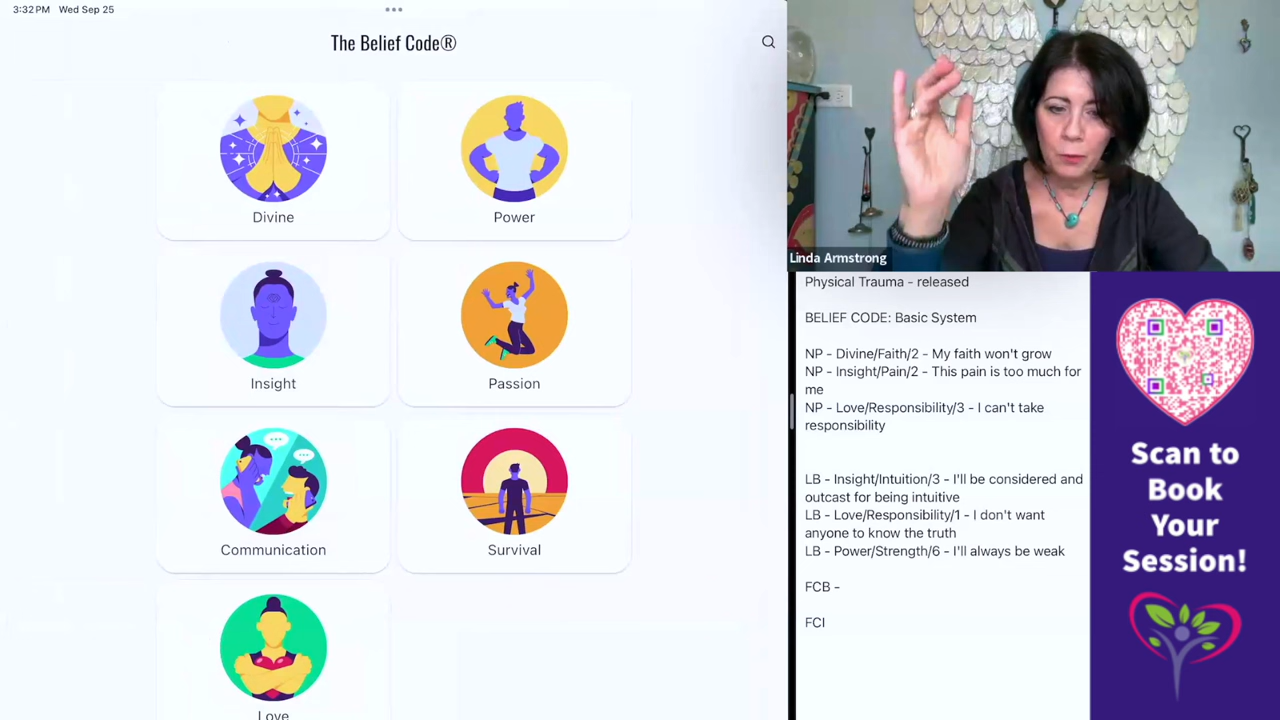 3:32 PM Wed Sep 25
The Belief Code®
Divine
Power
Insight
Passion
Communication
Survival
Love
Linda Armstrong
Physical Trauma - released
BELIEF CODE: Basic System
NP - Divine/Faith/2 - My faith won't grow
NP - Insight/Pain/2 - This pain is too much for
me
NP - Love/Responsibility/3 - I can't take
responsibility
LB - Insight/Intuition/3 - I'll be considered and
outcast for being intuitive
LB - Love/Responsibility/1 - I don't want
anyone to know the truth
LB - Power/Strength/6 - I'll always be weak
FCB -
FCI
Scan to
Book
Your
Session!